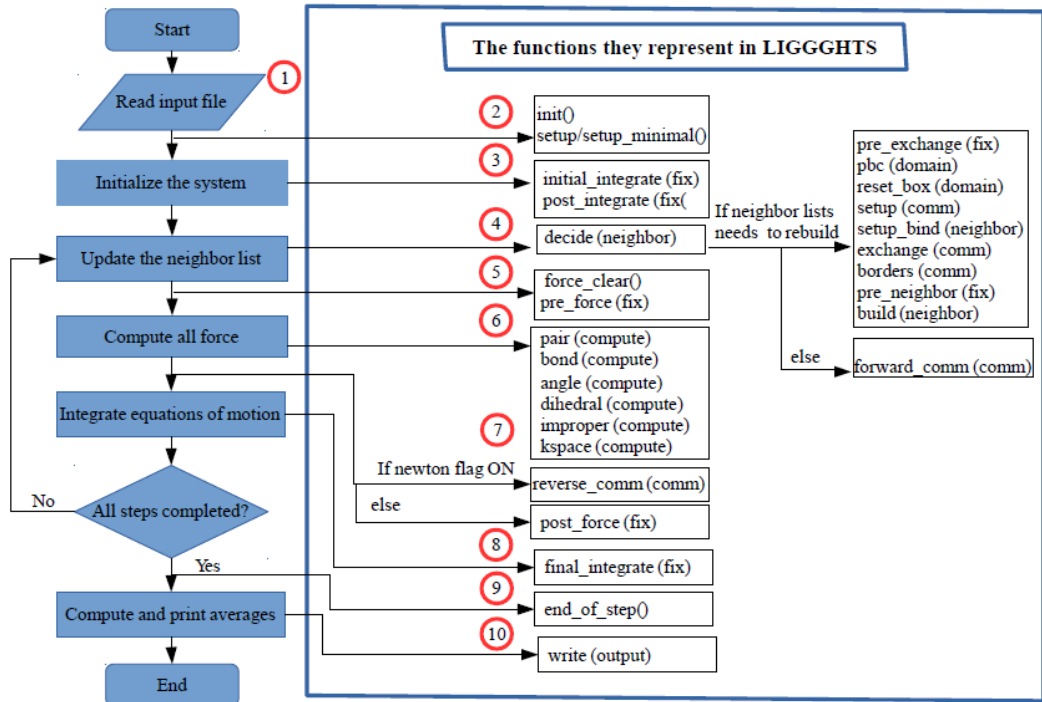 Start
Read input file
Initialize the system
Update the neighbor list
Compute all force
Integrate equations of motion
All steps completed?
No
Yes
Compute and print averages
End
The functions they represent in LIGGGHTS
1
2
init()
setup/setup_minimal()
3
initial_integrate (fix)
post_integrate (fix(
4
decide (neighbor)
If neighbor lists
needs to rebuild
pre_exchange (fix)
pbc (domain)
reset_box (domain)
setup (comm)
setup_bind (neighbor)
exchange (comm)
borders (comm)
pre_neighbor (fix)
build (neighbor)
else
forward_comm (comm)
5
force_clear()
pre_force (fix)
6
pair (compute)
bond (compute)
angle (compute)
dihedral (compute)
improper (compute)
kspace (compute)
7
If newton flag ON
reverse_comm (comm)
else
post_force (fix)
8
final_integrate (fix)
9
end_of_step()
10
write (output)